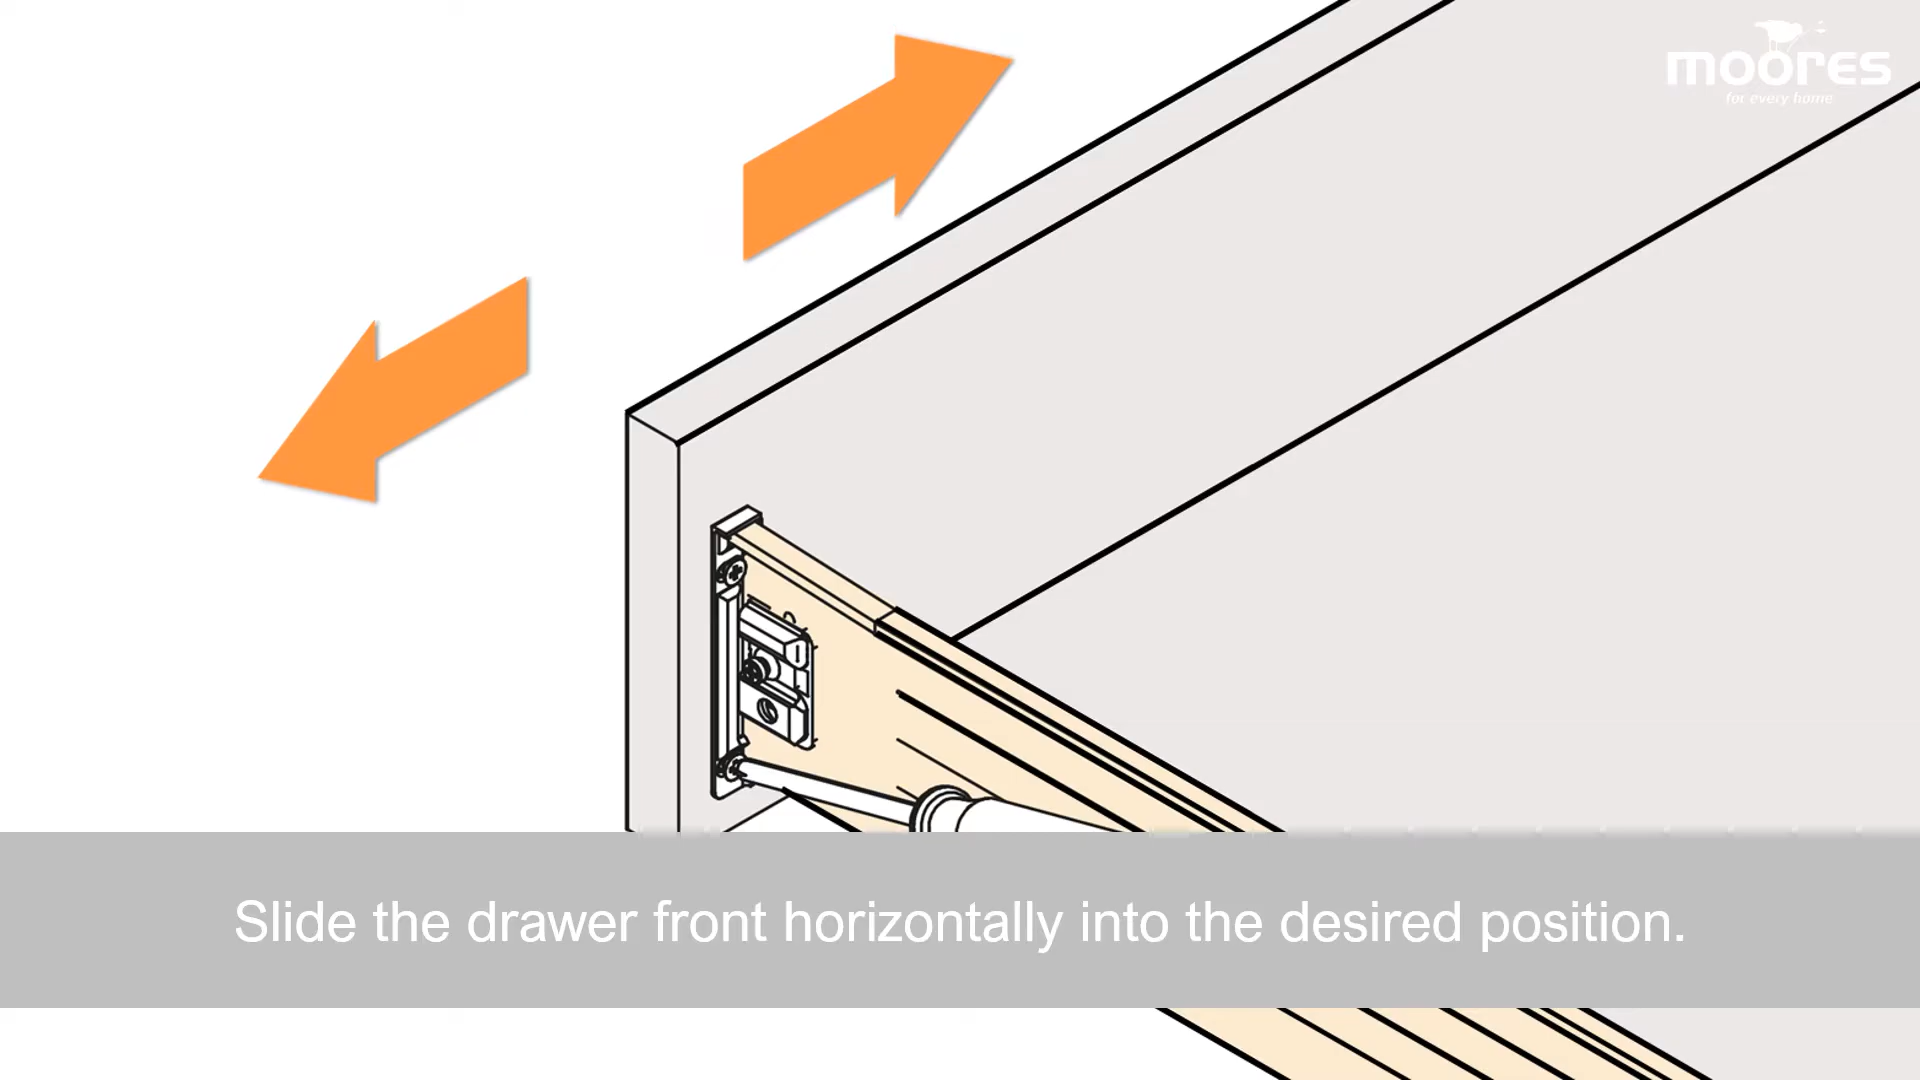 moores
for every home
Slide the drawer front horizontally into the desired position.